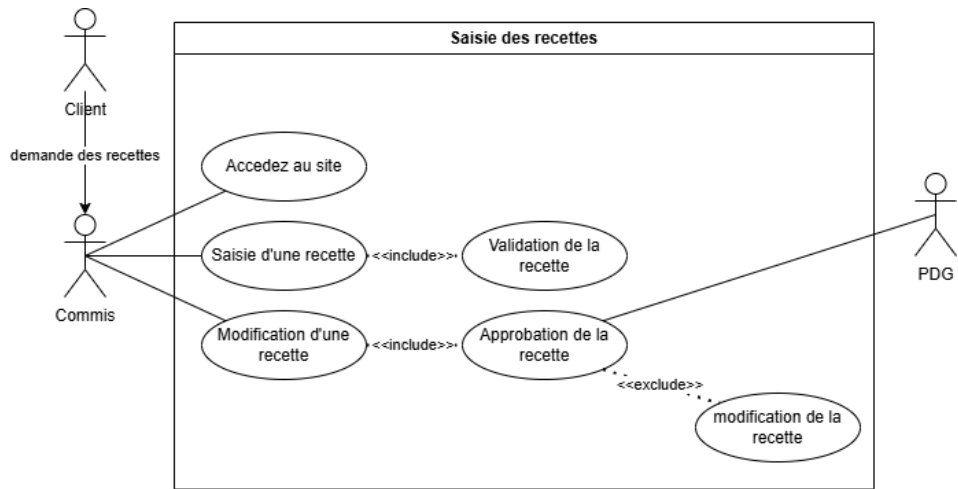 Saisie des recettes
Client
demande des recettes
Accedez au site
Commis
Saisie d'une recette
<<include>>
Validation de la
recette
PDG
Modification d'une
recette
<<include>>
Approbation de la
recette
<<exclude>>
modification de la
recette